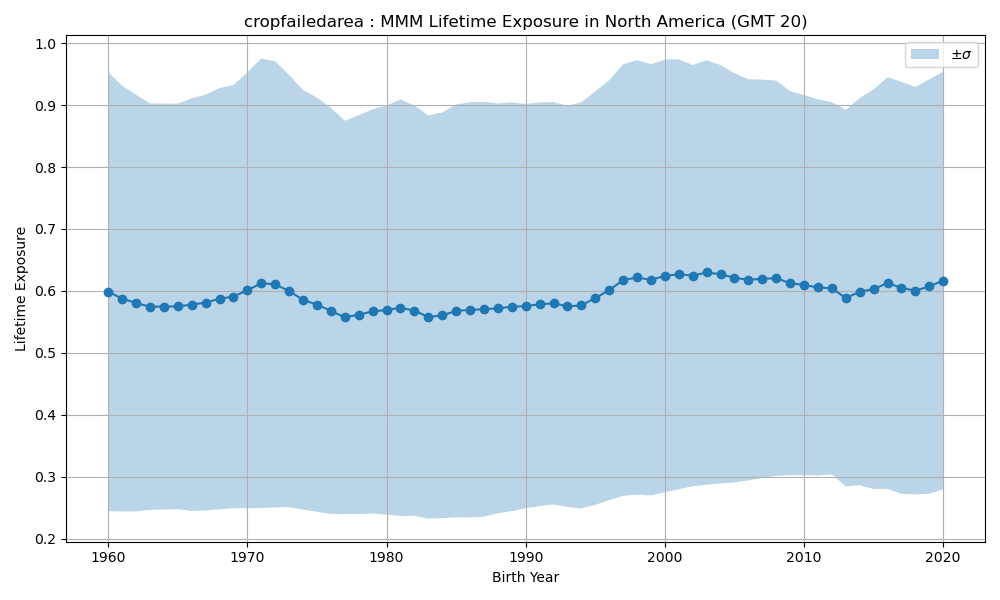 cropfailedarea : MMM Lifetime Exposure in North America (GMT 20)
±σ
Lifetime Exposure
1.0
0.9
0.8
0.7
0.6
0.5
0.4
0.3
0.2
1960 1970 1980 1990 2000 2010 2020
Birth Year